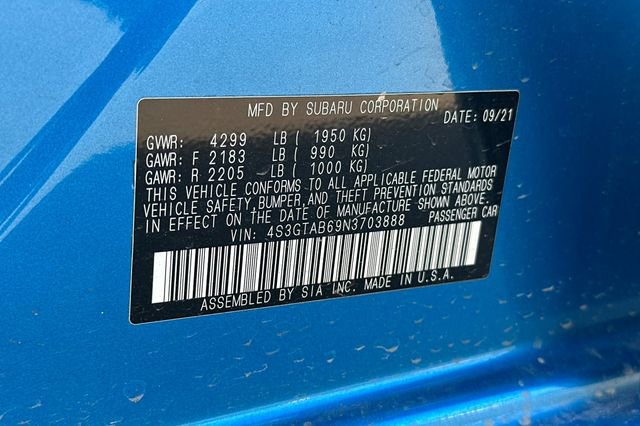 MFD BY SUBARU CORPORATION
DATE: 09/21
GVWR: 4299 LB ( 1950 KG)
GAWR: F 2183 LB ( 990 KG)
GAWR: R 2205 LB ( 1000 KG)
THIS VEHICLE CONFORMS TO ALL APPLICABLE FEDERAL MOTOR
VEHICLE SAFETY,BUMPER,AND THEFT PREVENTION STANDARDS
IN EFFECT ON THE DATE OF MANUFACTURE SHOWN ABOVE.
VIN: 4S3GTAB69N3703888 PASSENGER CAR
ASSEMBLED BY SIA INC. MADE IN U.S.A.